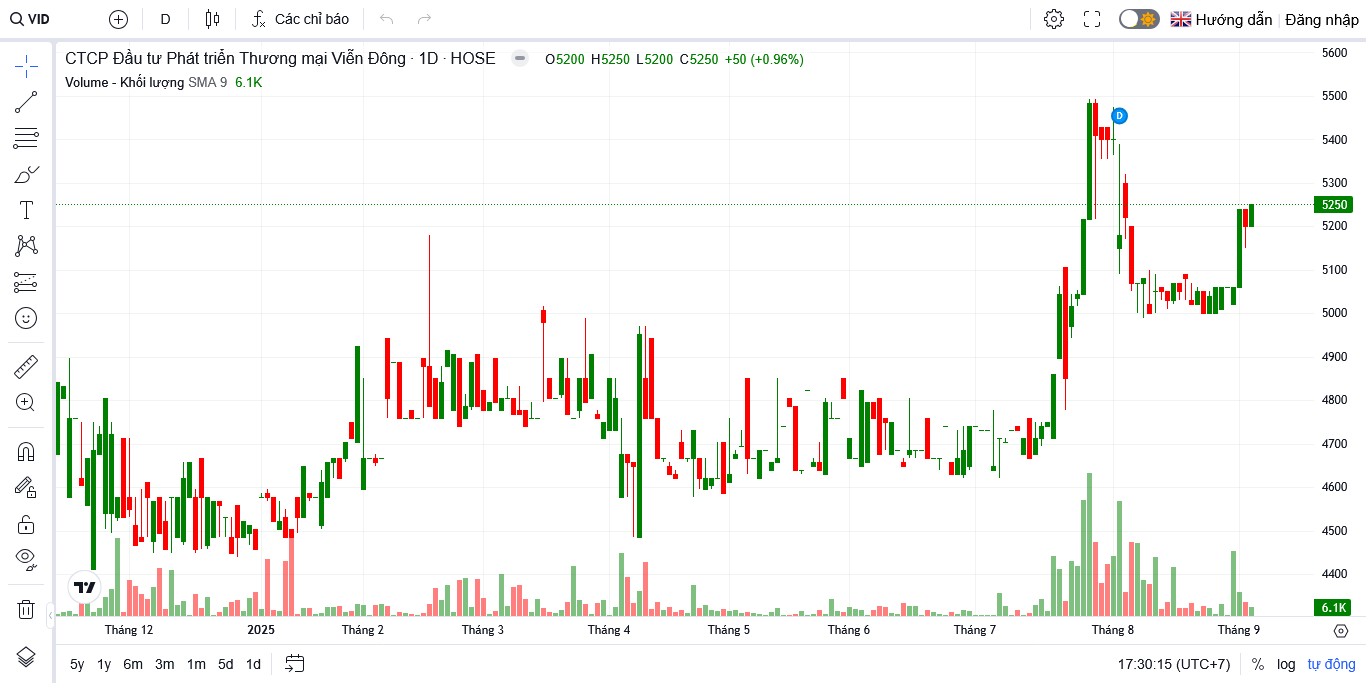 VID D Các chỉ báo Hướng dẫn Đăng nhập
CTCP Đầu tư Phát triển Thương mại Viễn Đông · 1D · HOSE O5200 H5250 L5200 C5250 +50 (+0.96%)
Volume - Khối lượng SMA 9 6.1K
5600
5500
D
5400
5300
5250
5200
5100
5000
4900
4800
4700
4600
4500
4400
6.1K
Tháng 12 2025 Tháng 2 Tháng 3 Tháng 4 Tháng 5 Tháng 6 Tháng 7 Tháng 8 Tháng 9
5y 1y 6m 3m 1m 5d 1d 17:30:15 (UTC+7) % log tự động